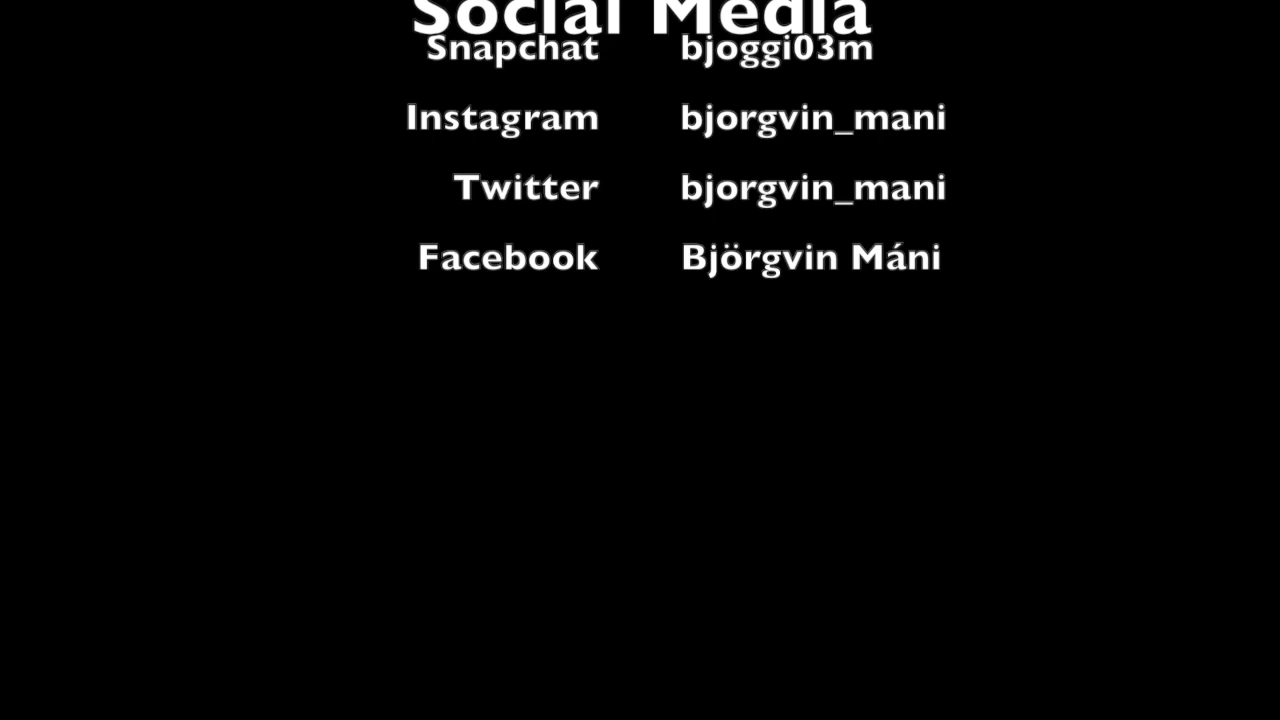 Social Media
Snapchat bjoggi03m
Instagram bjorgvin_mani
Twitter bjorgvin_mani
Facebook Björgvin Máni